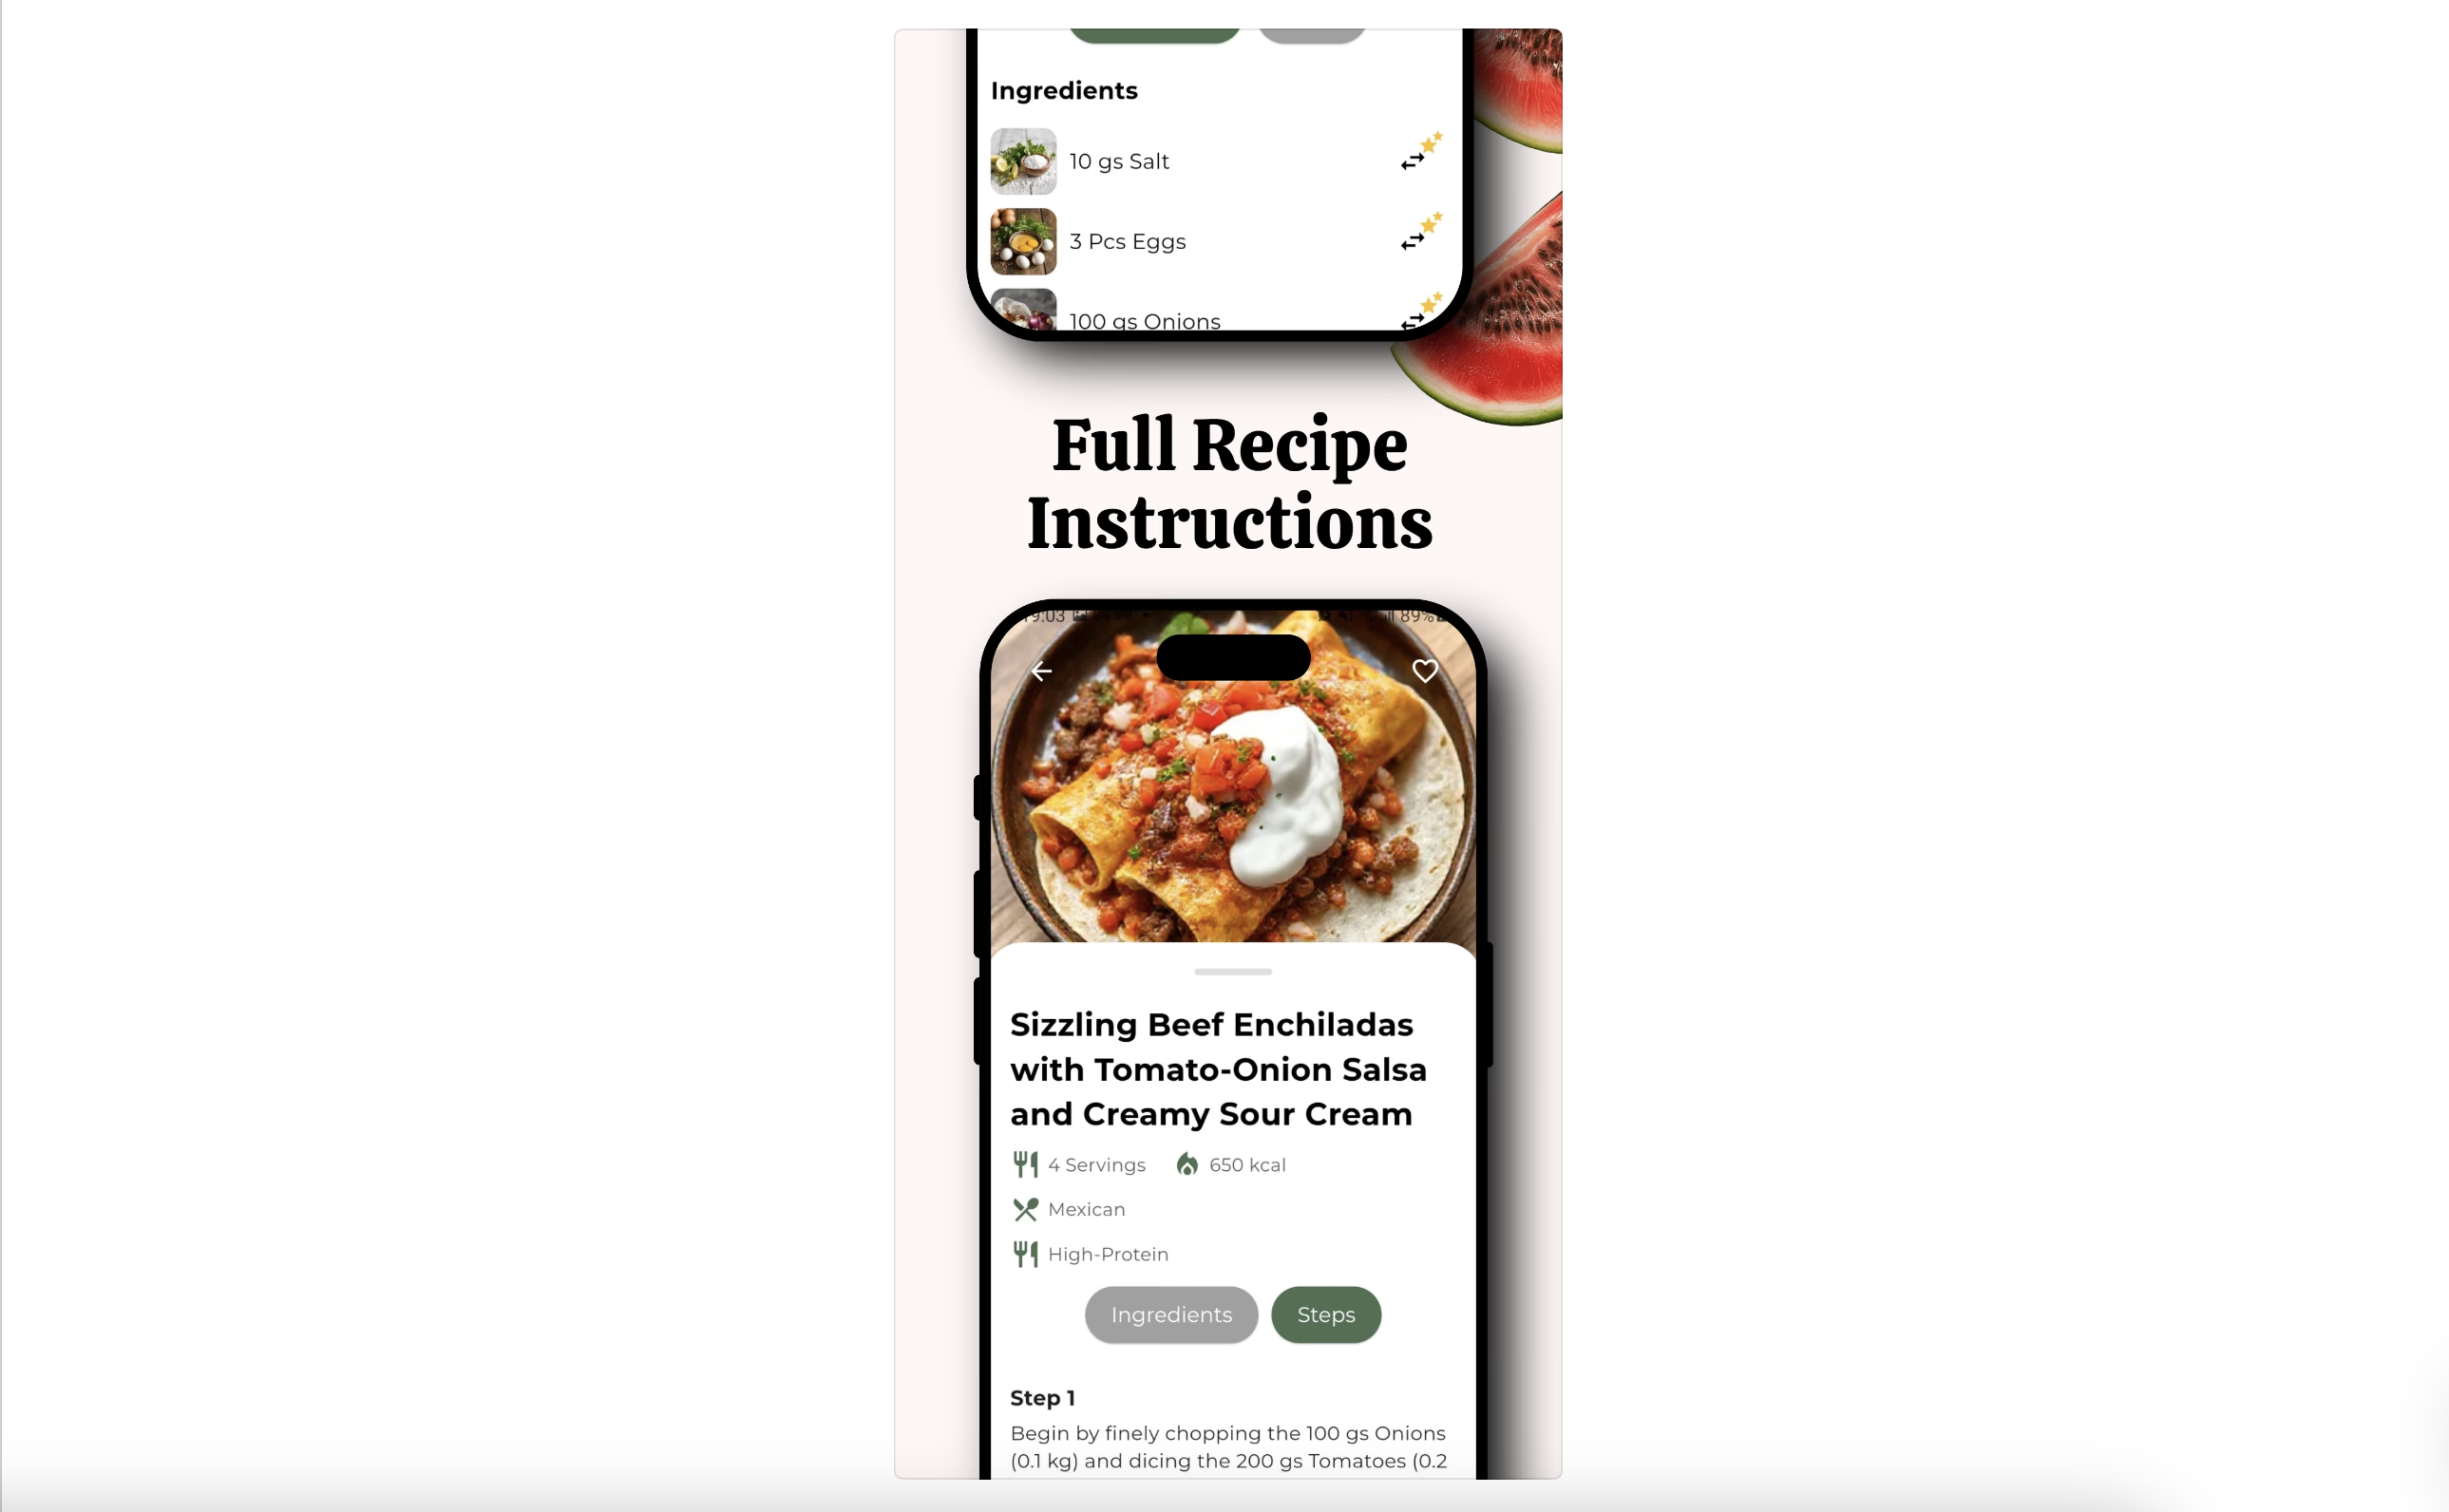 Ingredients
10 gs Salt
3 Pcs Eggs
100 gs Onions
Full Recipe
Instructions
19:03 89%
Sizzling Beef Enchiladas
with Tomato-Onion Salsa
and Creamy Sour Cream
4 Servings 650 kcal
Mexican
High-Protein
Ingredients Steps
Step 1
Begin by finely chopping the 100 gs Onions
(0.1 kg) and dicing the 200 gs Tomatoes (0.2